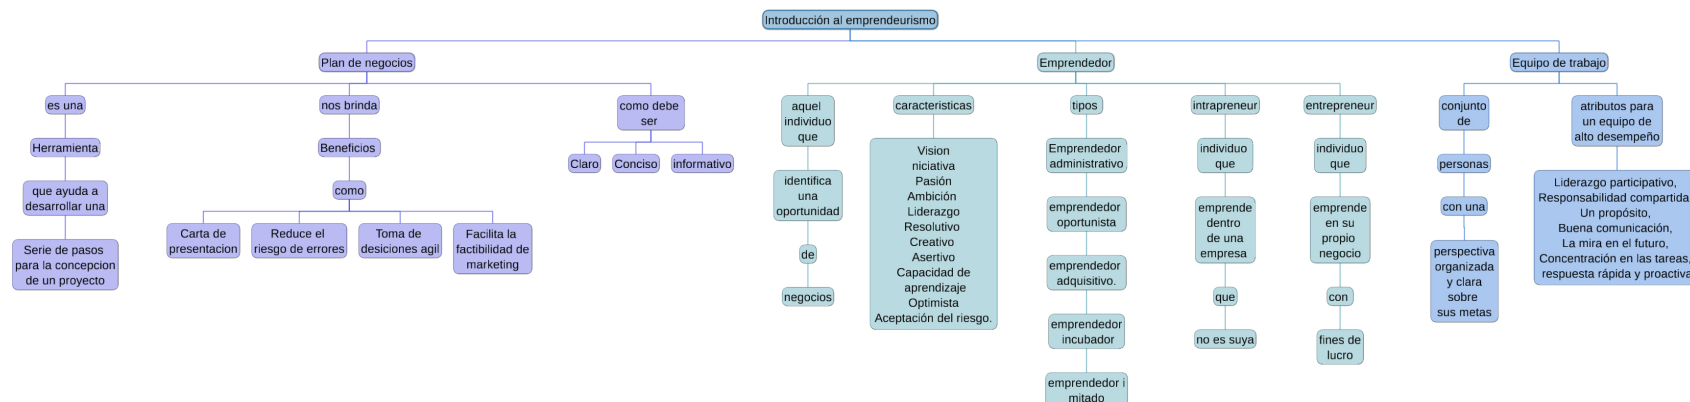 Introducción al emprendeurismo
Plan de negocios
Emprendedor
Equipo de trabajo
es una
Herramienta
que ayuda a
desarrollar una
Serie de pasos
para la concepcion
de un proyecto
nos brinda
Beneficios
como
Carta de
presentacion
Reduce el
riesgo de errores
Toma de
desiciones agil
Facilita la
factibilidad de
marketing
como debe
ser
Claro
Conciso
informativo
aquel
individuo
que
identifica
una
oportunidad
de
negocios
caracteristicas
Vision
niciativa
Pasión
Ambición
Liderazgo
Resolutivo
Creativo
Asertivo
Capacidad de
aprendizaje
Optimista
Aceptación del riesgo.
tipos
Emprendedor
administrativo
emprendedor
oportunista
emprendedor
adquisitivo.
emprendedor
incubador
emprendedor i
mitado
intrapreneur
individuo
que
emprende
dentro
de una
empresa
que
no es suya
entrepreneur
individuo
que
emprende
en su
propio
negocio
con
fines de
lucro
conjunto
de
personas
con una
perspectiva
organizada
y clara
sobre
sus metas
atributos para
un equipo de
alto desempeño
Liderazgo participativo,
Responsabilidad compartida,
Un propósito,
Buena comunicación,
La mira en el futuro,
Concentración en las tareas,
respuesta rápida y proactiva